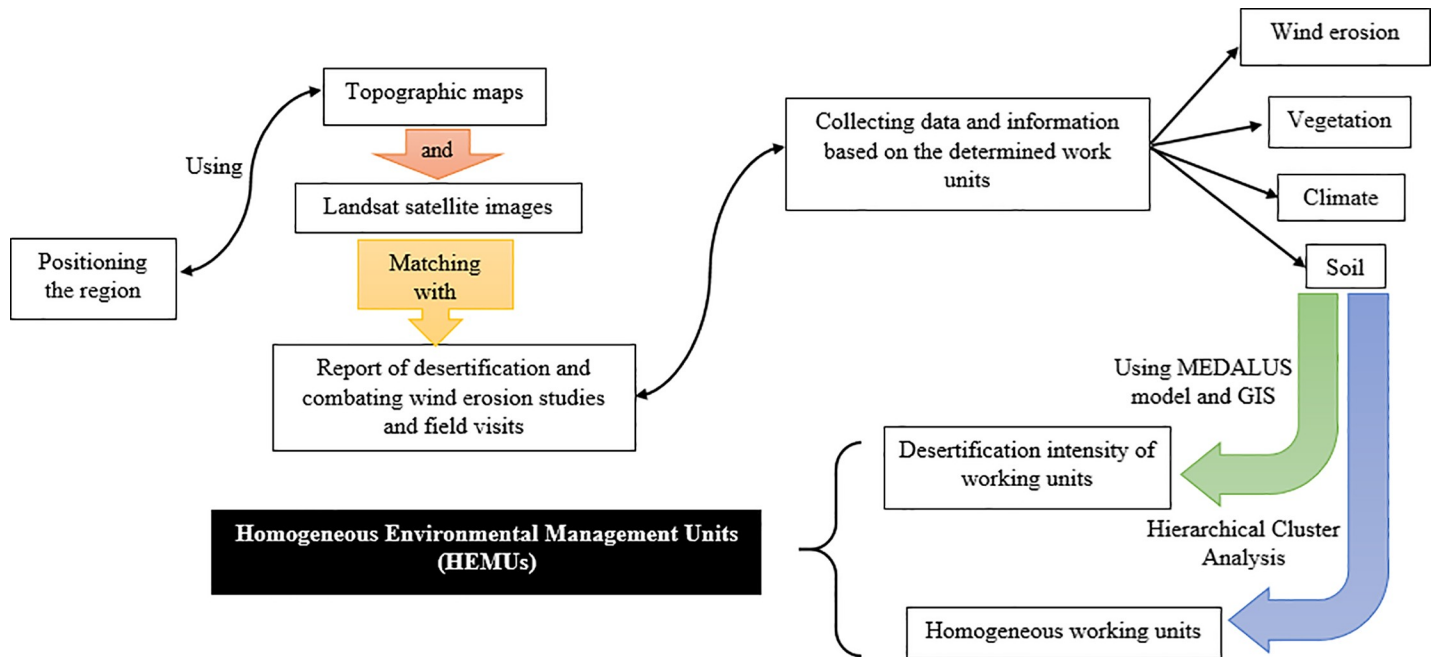 Positioning
the region
Using
Topographic maps
and
Landsat satellite images
Matching
with
Report of desertification and
combating wind erosion studies
and field visits
Collecting data and information
based on the determined work
units
Wind erosion
Vegetation
Climate
Soil
Using MEDALUS
model and GIS
Desertification intensity of
working units
Hierarchical Cluster
Analysis
Homogeneous working units
Homogeneous Environmental Management Units
(HEMUs)